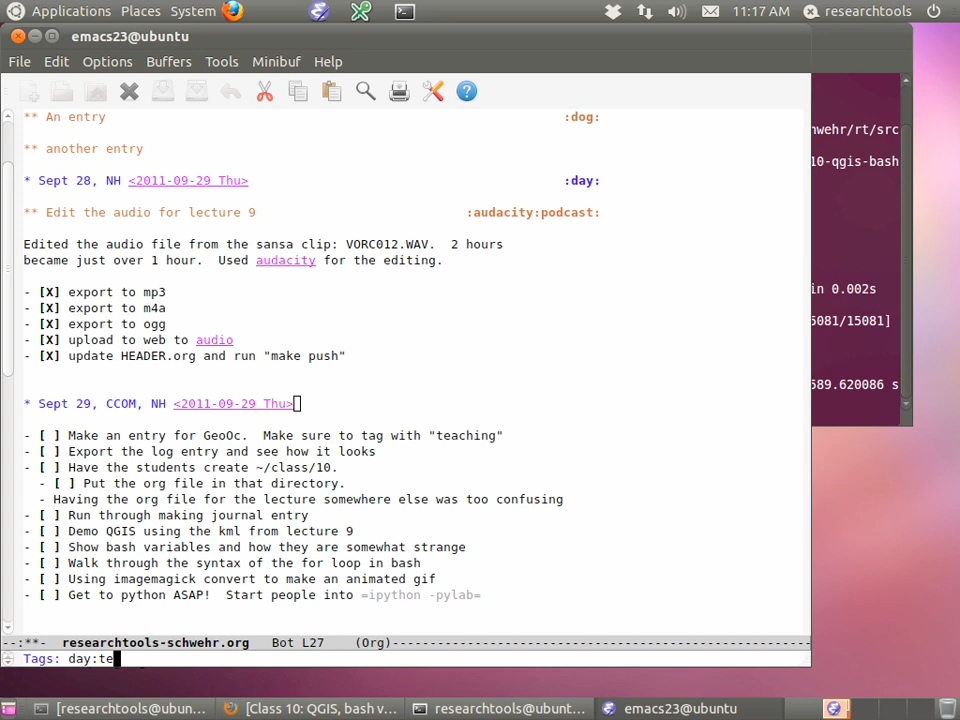 Applications Places System 11:17 AM researchtools
emacs23@ubuntu
File Edit Options Buffers Tools Minibuf Help
** An entry :dog:
** another entry
* Sept 28, NH <2011-09-29 Thu> :day:
** Edit the audio for lecture 9 :audacity:podcast:
Edited the audio file from the sansa clip: VORC012.WAV. 2 hours
became just over 1 hour. Used audacity for the editing.
- [X] export to mp3
- [X] export to m4a
- [X] export to ogg
- [X] upload to web to audio
- [X] update HEADER.org and run "make push"
* Sept 29, CCOM, NH <2011-09-29 Thu>
- [ ] Make an entry for GeoOc. Make sure to tag with "teaching"
- [ ] Export the log entry and see how it looks
- [ ] Have the students create ~/class/10.
- [ ] Put the org file in that directory.
- Having the org file for the lecture somewhere else was too confusing
- [ ] Run through making journal entry
- [ ] Demo QGIS using the kml from lecture 9
- [ ] Show bash variables and how they are somewhat strange
- [ ] Walk through the syntax of the for loop in bash
- [ ] Using imagemagick convert to make an animated gif
- [ ] Get to python ASAP! Start people into =ipython -pylab=
--:**- researchtools-schwehr.org Bot L27 (Org)
Tags: day:te
hwehr/rt/src
10-qgis-bash
in 0.002s
5081/15081]
589.620086 s
[researchtools@ubun... [Class 10: QGIS, bash v... researchtools@ubunt... emacs23@ubuntu